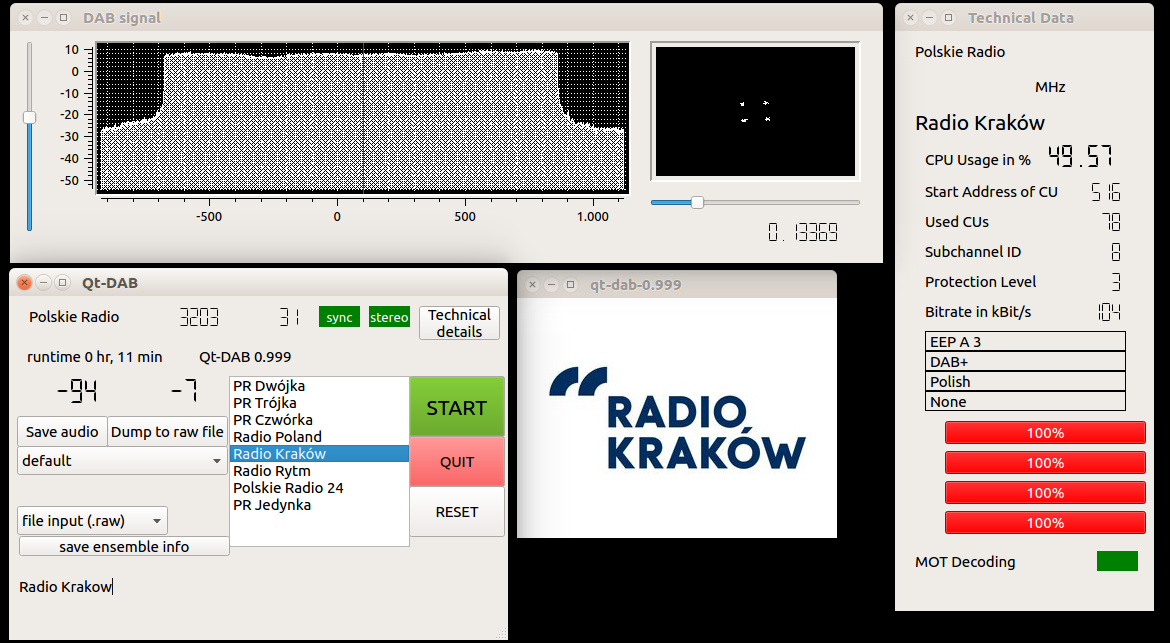 DAB signal
10
0
-10
-20
-30
-40
-50
-500 0 500 1.000
0.13369
Technical Data
Polskie Radio
MHz
Radio Kraków
CPU Usage in % 49.57
Start Address of CU 516
Used CUs 78
Subchannel ID 8
Protection Level 3
Bitrate in kBit/s 104
EEP A 3
DAB+
Polish
None
100%
100%
100%
100%
MOT Decoding
Qt-DAB
Polskie Radio 3203 31 sync stereo Technical details
runtime 0 hr, 11 min Qt-DAB 0.999
-94 -7
Save audio Dump to raw file
default
file input (.raw)
save ensemble info
Radio Krakow
PR Dwójka
PR Trójka
PR Czwórka
Radio Poland
Radio Kraków
Radio Rytm
Polskie Radio 24
PR Jedynka
START
QUIT
RESET
qt-dab-0.999
RADIO
KRAKÓW